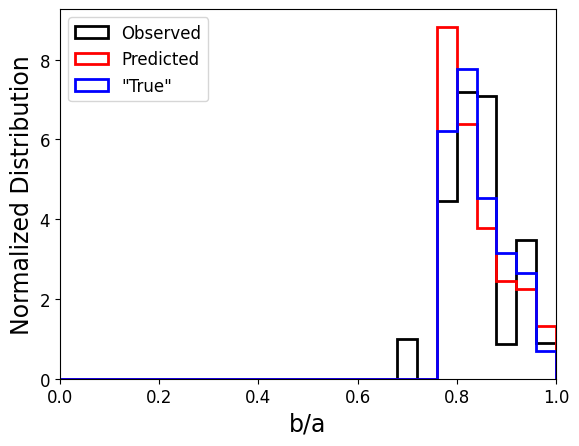 Observed
Predicted
"True"
Normalized Distribution
8
6
4
2
0
0.0 0.2 0.4 0.6 0.8 1.0
b/a